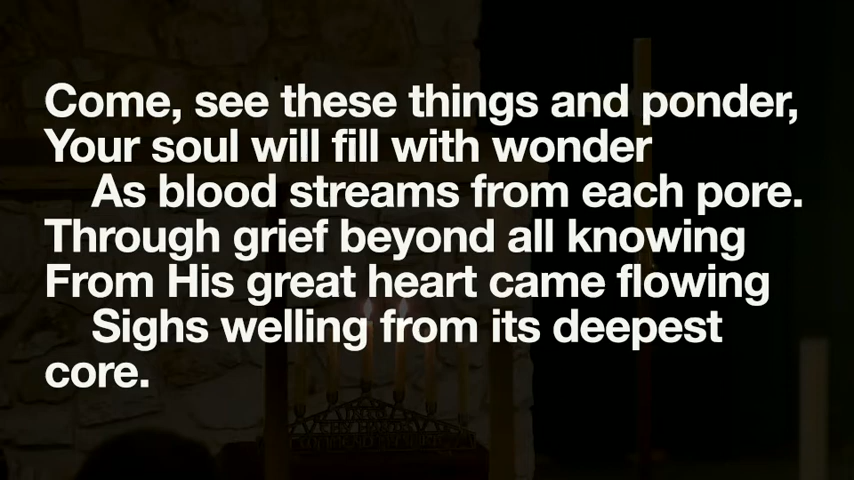 Come, see these things and ponder,
Your soul will fill with wonder
As blood streams from each pore.
Through grief beyond all knowing
From His great heart came flowing
Sighs welling from its deepest
core.